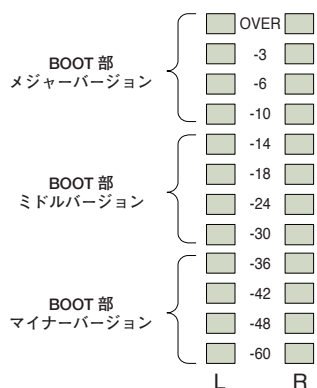 OVER
-3
BOOT 部
メジャーバージョン
-6
-10
-14
BOOT 部
ミドルバージョン
-18
-24
-30
-36
BOOT 部
マイナーバージョン
-42
-48
-60
L R